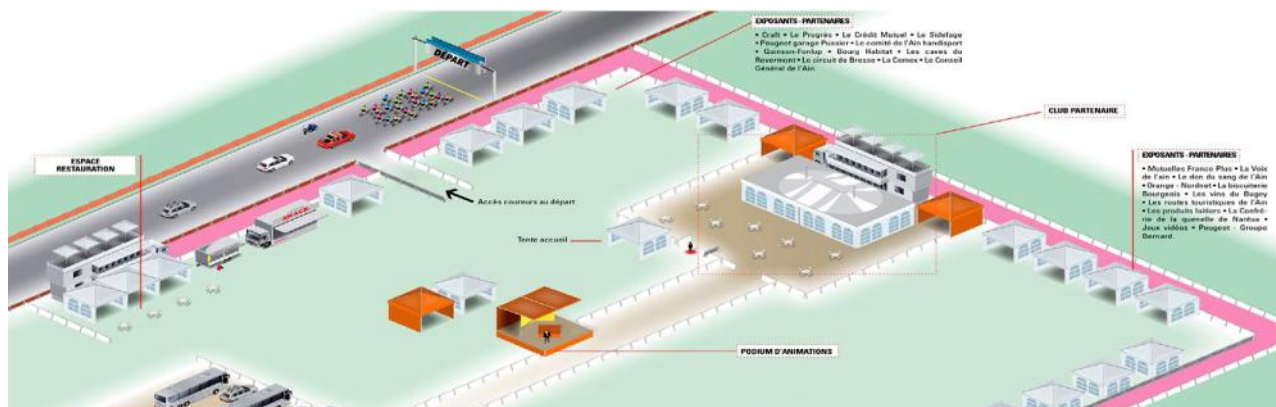 EXPOSANTS - PARTENAIRES
• Craft • Le Progrès • Le Crédit Mutuel • Le Sidefage
• Peugeot garage Pussier • Le comité de l'Ain handisport
• Quinson-Fonlup • Bourg Habitat • Les caves du
Revermont • Le circuit de Bresse • La Comex • Le Conseil
Général de l'Ain.
DÉPART
CLUB PARTENAIRE
ESPACE
RESTAURATION
EXPOSANTS - PARTENAIRES
• Mutuelles France Plus • La Voix
de l'ain • Le don du sang de l'Ain
• Orange - Nordnet • La biscuiterie
Bourgeois • Les vins du Bugey
• Les routes touristiques de l'Ain
• Les produits laitiers • La Confré-
rie de la quenelle de Nantua •
Jeux vidéos • Peugeot - Groupe
Bernard.
Accès coureurs au départ
Tente accueil
PODIUM D'ANIMATIONS